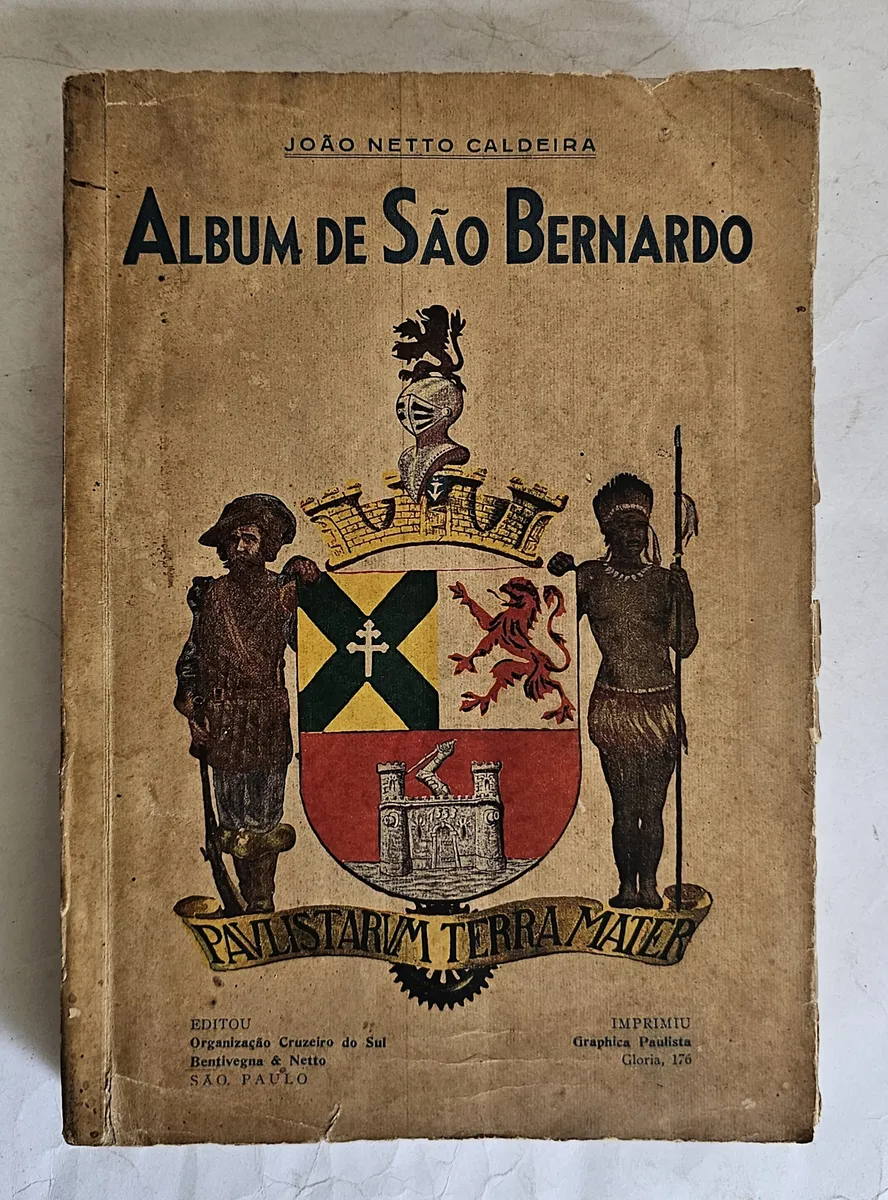 JOÃO NETTO CALDEIRA
ALBUM DE SÃO BERNARDO
PAVLISTARVM TERRA MATER
EDITOU
Organização Cruzeiro do Sul
Bentivegna & Netto
SÃO PAULO
IMPRIMIU
Graphica Paulista
Gloria, 176